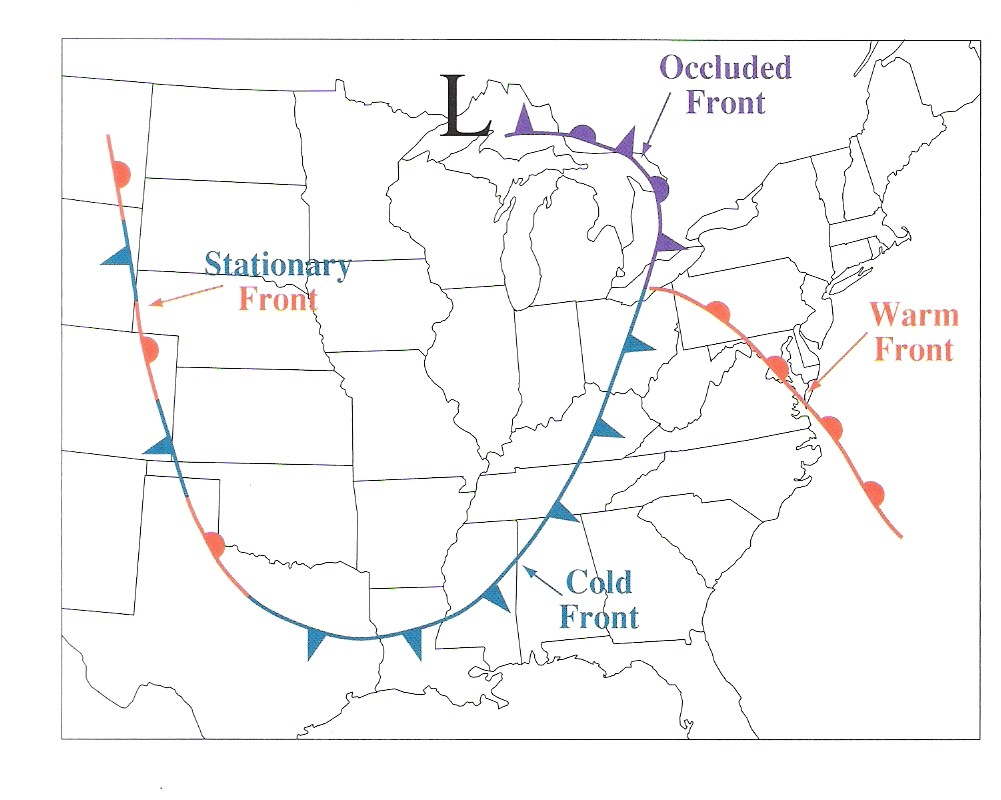 L
Occluded
Front
Stationary
Front
Warm
Front
Cold
Front